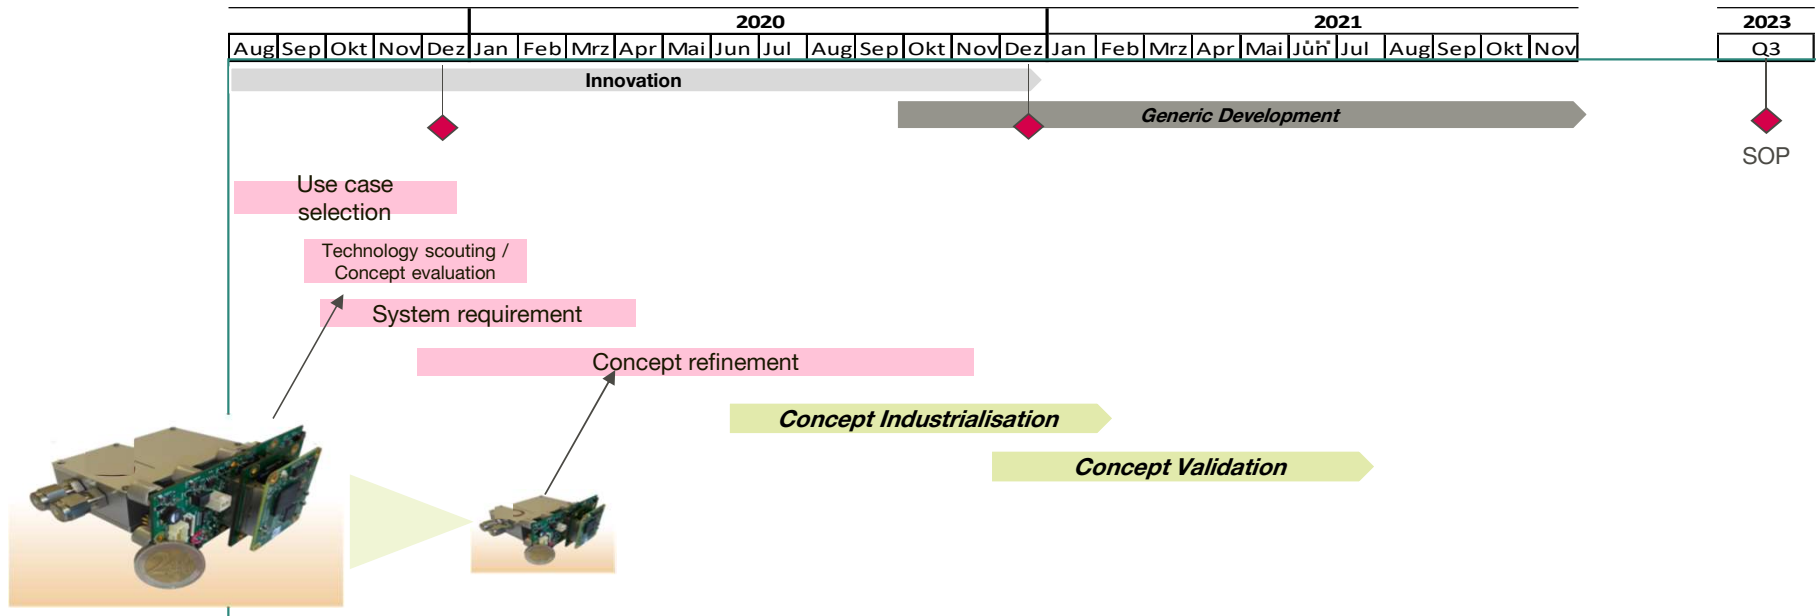 2020 2021 2023
Aug Sep Okt Nov Dez Jan Feb Mrz Apr Mai Jun Jul Aug Sep Okt Nov Dez Jan Feb Mrz Apr Mai Jun Jul Aug Sep Okt Nov Q3
Innovation
Generic Development
SOP
Use case
selection
Technology scouting /
Concept evaluation
System requirement
Concept refinement
Concept Industrialisation
Concept Validation